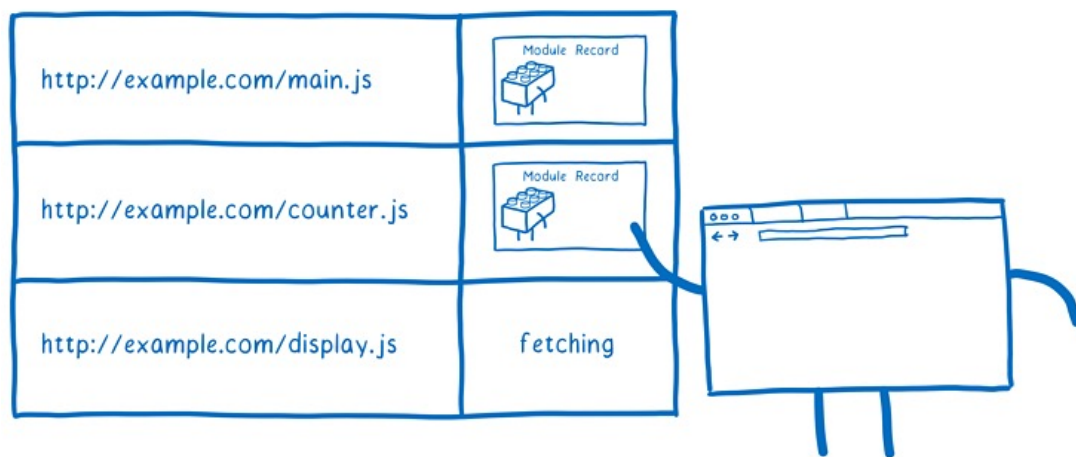 http://example.com/main.js
Module Record
http://example.com/counter.js
Module Record
http://example.com/display.js
fetching